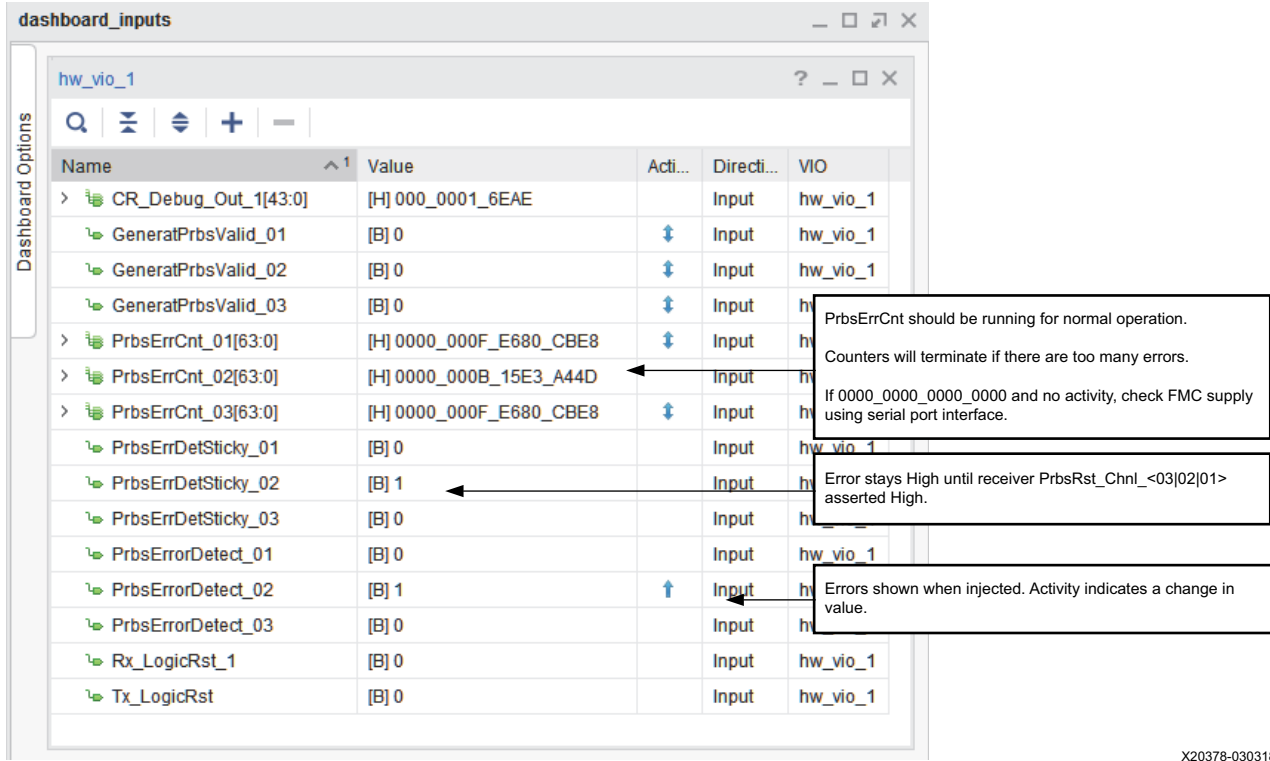 dashboard_inputs
Dashboard Options
hw_vio_1
?
Name 1 Value Acti... Directi... VIO
CR_Debug_Out_1[43:0] [H] 000_0001_6EAE Input hw_vio_1
GeneratPrbsValid_01 [B] 0 Input hw_vio_1
GeneratPrbsValid_02 [B] 0 Input hw_vio_1
GeneratPrbsValid_03 [B] 0 Input
PrbsErrCnt_01[63:0] [H] 0000_000F_E680_CBE8 Input
PrbsErrCnt_02[63:0] [H] 0000_000B_15E3_A44D Input
PrbsErrCnt_03[63:0] [H] 0000_000F_E680_CBE8 Input
PrbsErrDetSticky_01 [B] 0 Input hw_vio_1
PrbsErrDetSticky_02 [B] 1 Input
PrbsErrDetSticky_03 [B] 0 Input
PrbsErrorDetect_01 [B] 0 Input hw_vio_1
PrbsErrorDetect_02 [B] 1 Input
PrbsErrorDetect_03 [B] 0 Input
Rx_LogicRst_1 [B] 0 Input hw_vio_1
Tx_LogicRst [B] 0 Input hw_vio_1
PrbsErrCnt should be running for normal operation.
Counters will terminate if there are too many errors.
If 0000_0000_0000_0000 and no activity, check FMC supply
using serial port interface.
Error stays High until receiver PrbsRst_Chnl_<03|02|01>
asserted High.
Errors shown when injected. Activity indicates a change in
value.
X20378-030318